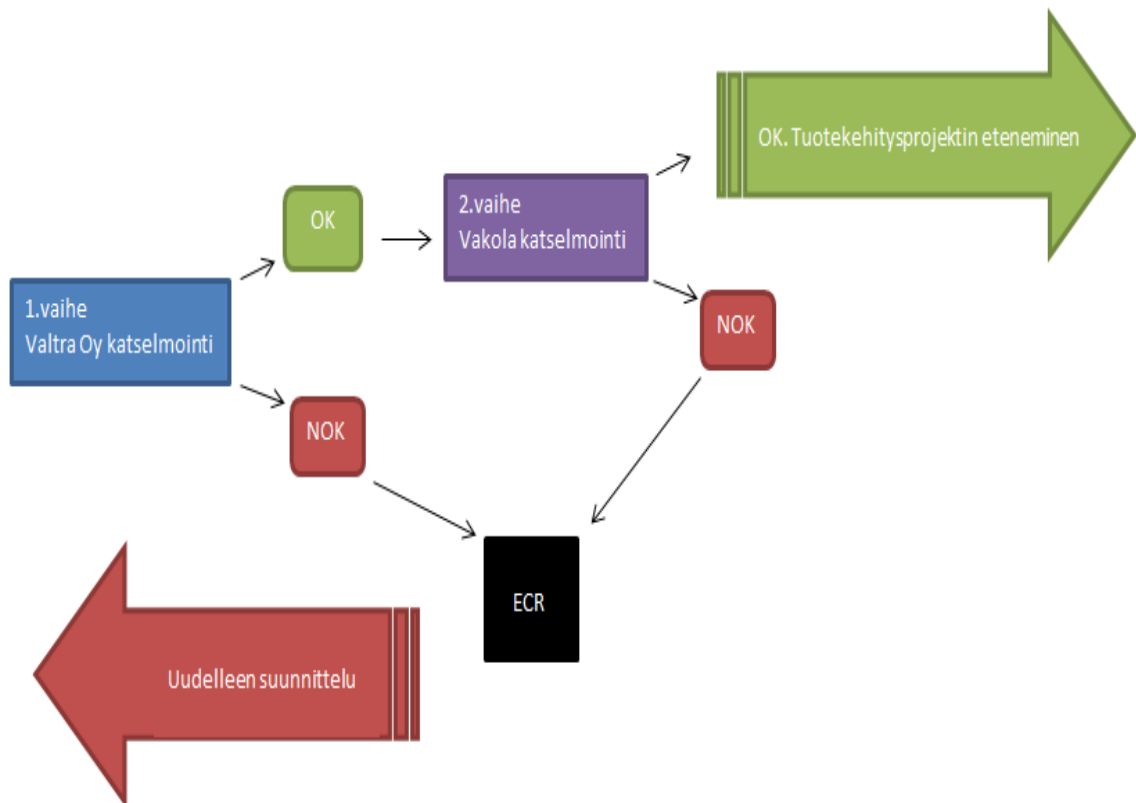 OK. Tuotekehitysprojektin eteneminen
OK
2.vaihe
Vakola katselmointi
1.vaihe
Valtra Oy katselmointi
NOK
NOK
ECR
Uudelleen suunnittelu